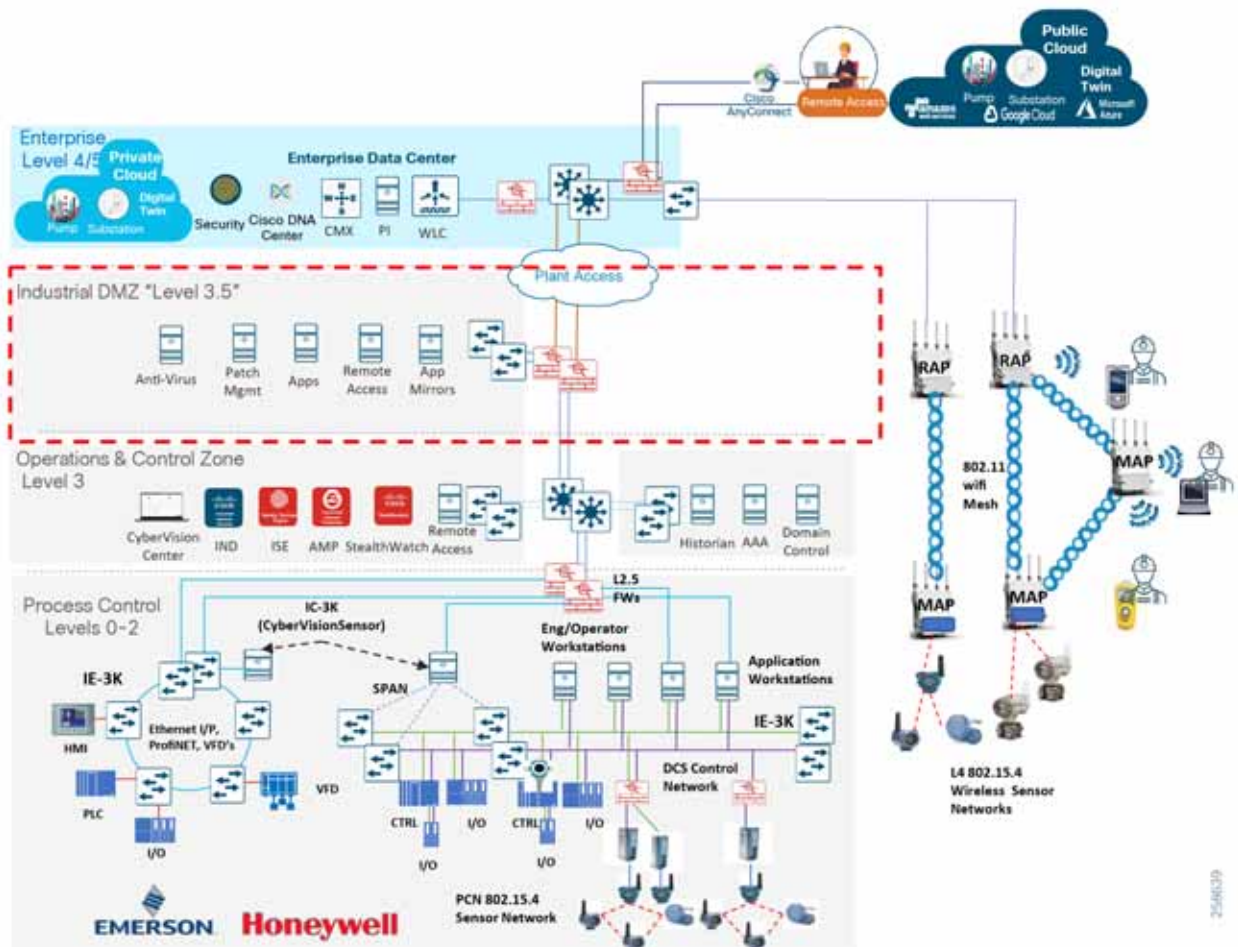 Public
Cloud
Digital
Twin
Pump
Substation
Google Cloud
Microsoft
Azure
Cisco
AnyConnect
Remote Access
Enterprise
Level 4/5
Private
Cloud
Digital
Twin
Pump
Substation
Enterprise Data Center
Security
Cisco DNA
Center
CMX
PI
WLC
Plant Access
Industrial DMZ "Level 3.5"
Anti-Virus
Patch
Mgmt
Apps
Remote
Access
App
Mirrors
RAP
RAP
MAP
802.11
wifi
Mesh
MAP
MAP
Operations & Control Zone
Level 3
CyberVision
Center
IND
ISE
AMP
StealthWatch
Remote
Access
Historian
AAA
Domain
Control
Process Control
Levels 0-2
IC-3K
(CyberVisionSensor)
L2.5
FWs
Eng/Operator
Workstations
Application
Workstations
IE-3K
SPAN
IE-3K
HMI
Ethernet I/P,
ProfiNET, VFD's
PLC
VFD
I/O
DCS Control
Network
CTRL
I/O
CTRL
I/O
I/O
I/O
L4 802.15.4
Wireless Sensor
Networks
PCN 802.15.4
Sensor Network
EMERSON
Honeywell
258639